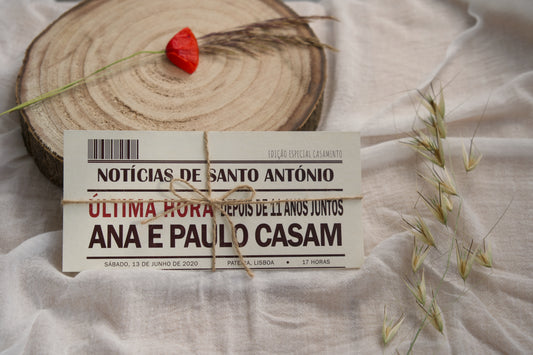 EDIÇÃO ESPECIAL CASAMENTO
NOTÍCIAS DE SANTO ANTÓNIO
ÚLTIMA HORA DEPOIS DE 11 ANOS JUNTOS
ANA E PAULO CASAM
SÁBADO, 13 DE JUNHO DE 2020 PATEIRA, LISBOA • 17 HORAS